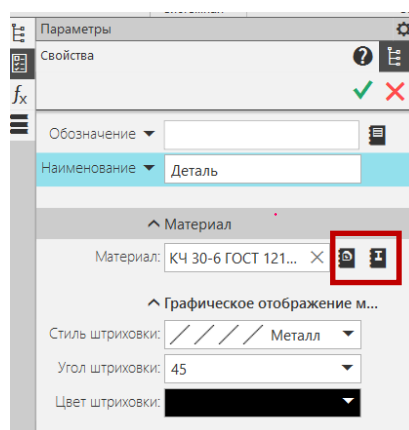 Параметры
Свойства
Обозначение
Наименование Деталь
Материал
Материал: КЧ 30-6 ГОСТ 121...
Графическое отображение м...
Стиль штриховки: Металл
Угол штриховки: 45
Цвет штриховки: